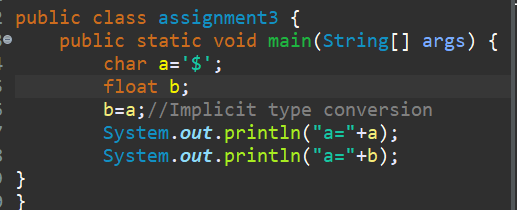 public class assignment3 {
public static void main(String[] args) {
char a='$';
float b;
b=a;//Implicit type conversion
System.out.println("a="+a);
System.out.println("a="+b);
}
}